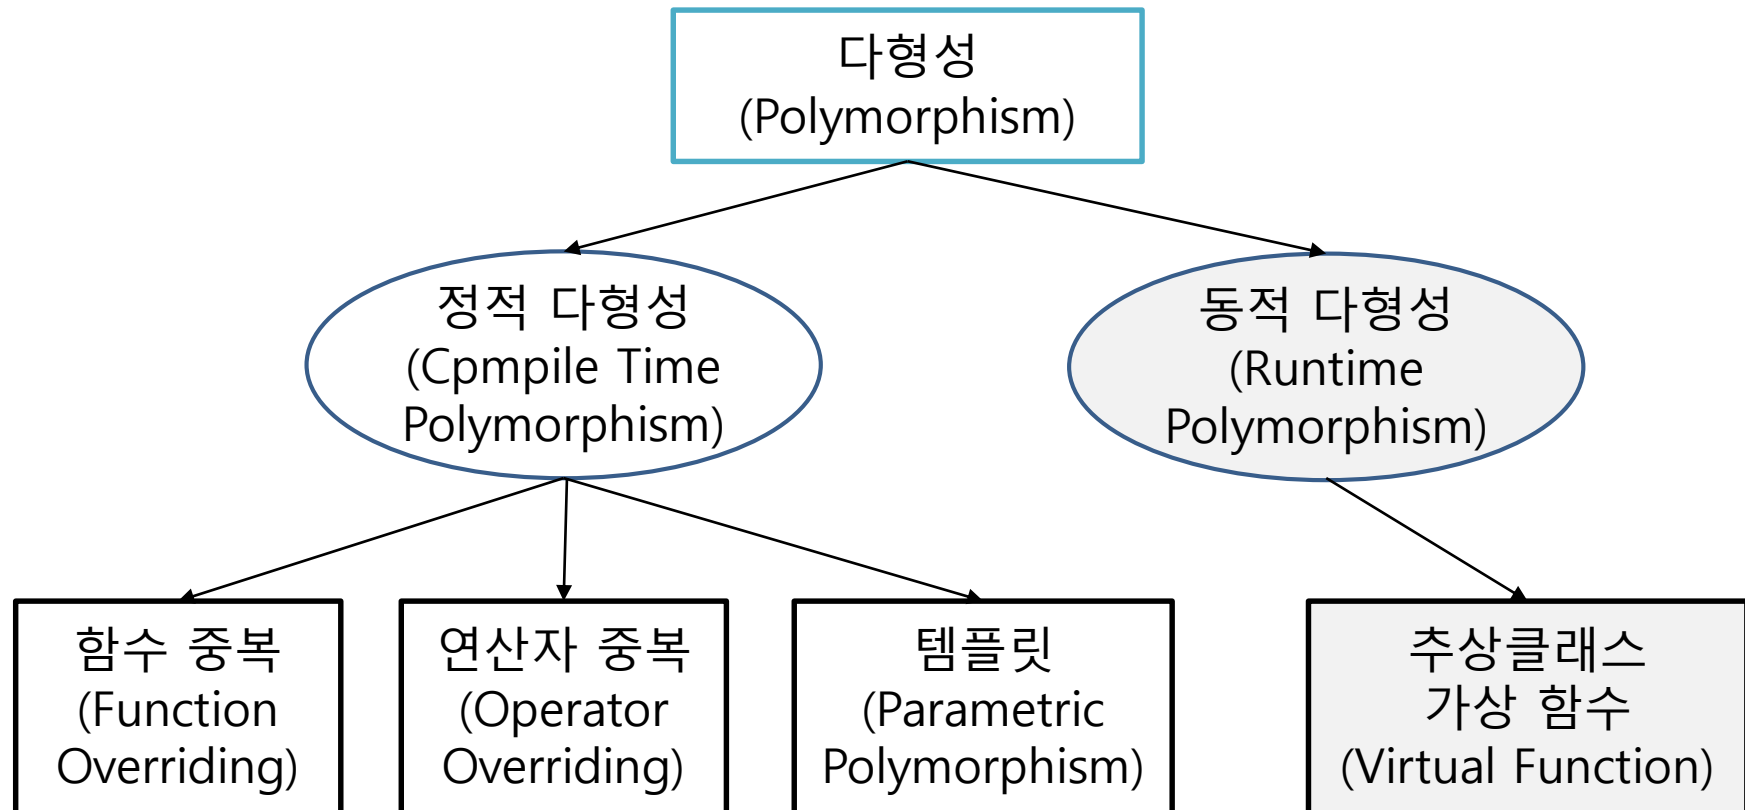 다형성
(Polymorphism)
정적 다형성
(Cpmpile Time
Polymorphism)
동적 다형성
(Runtime
Polymorphism)
함수 중복
(Function
Overriding)
연산자 중복
(Operator
Overriding)
템플릿
(Parametric
Polymorphism)
추상클래스
가상 함수
(Virtual Function)